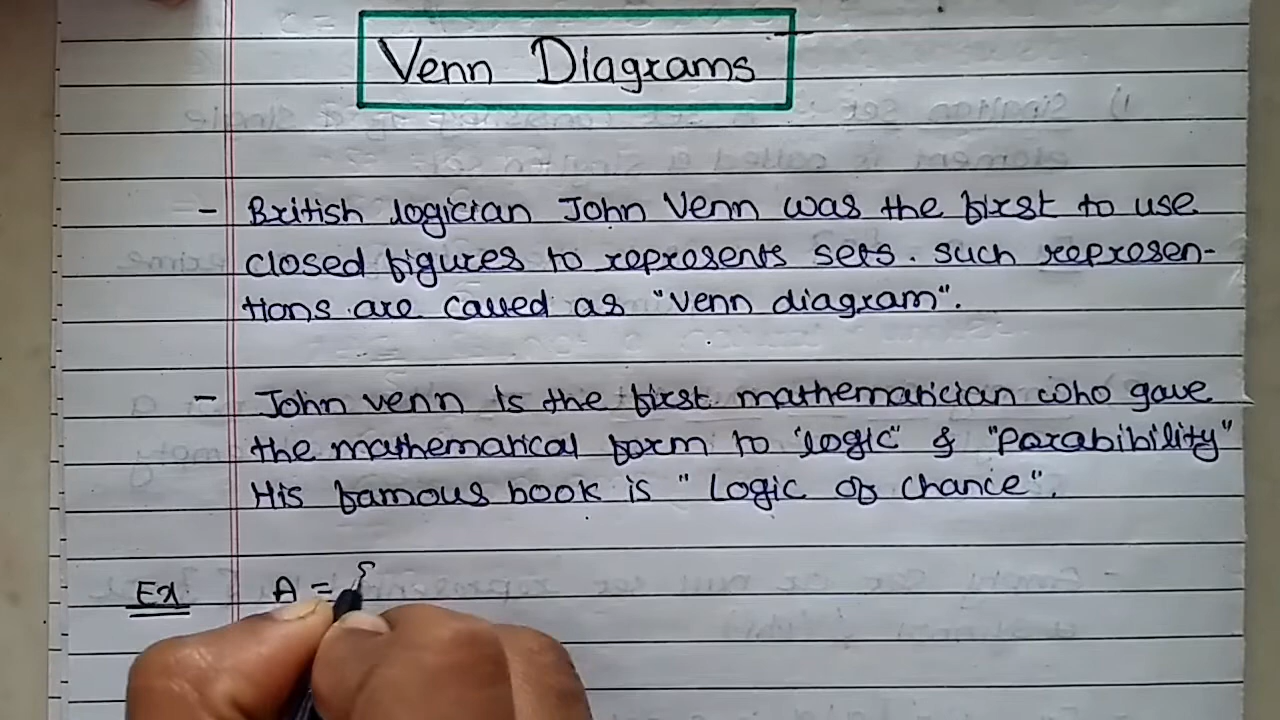 Venn Diagrams
- British logician John Venn was the first to use
closed figures to represents sets. such represen-
tions are called as "venn diagram".
- John venn is the first mathematician who gave
the mathematical form to "logic" & "Parabibility"
His famous book is "Logic of Chance".
Ex A = {